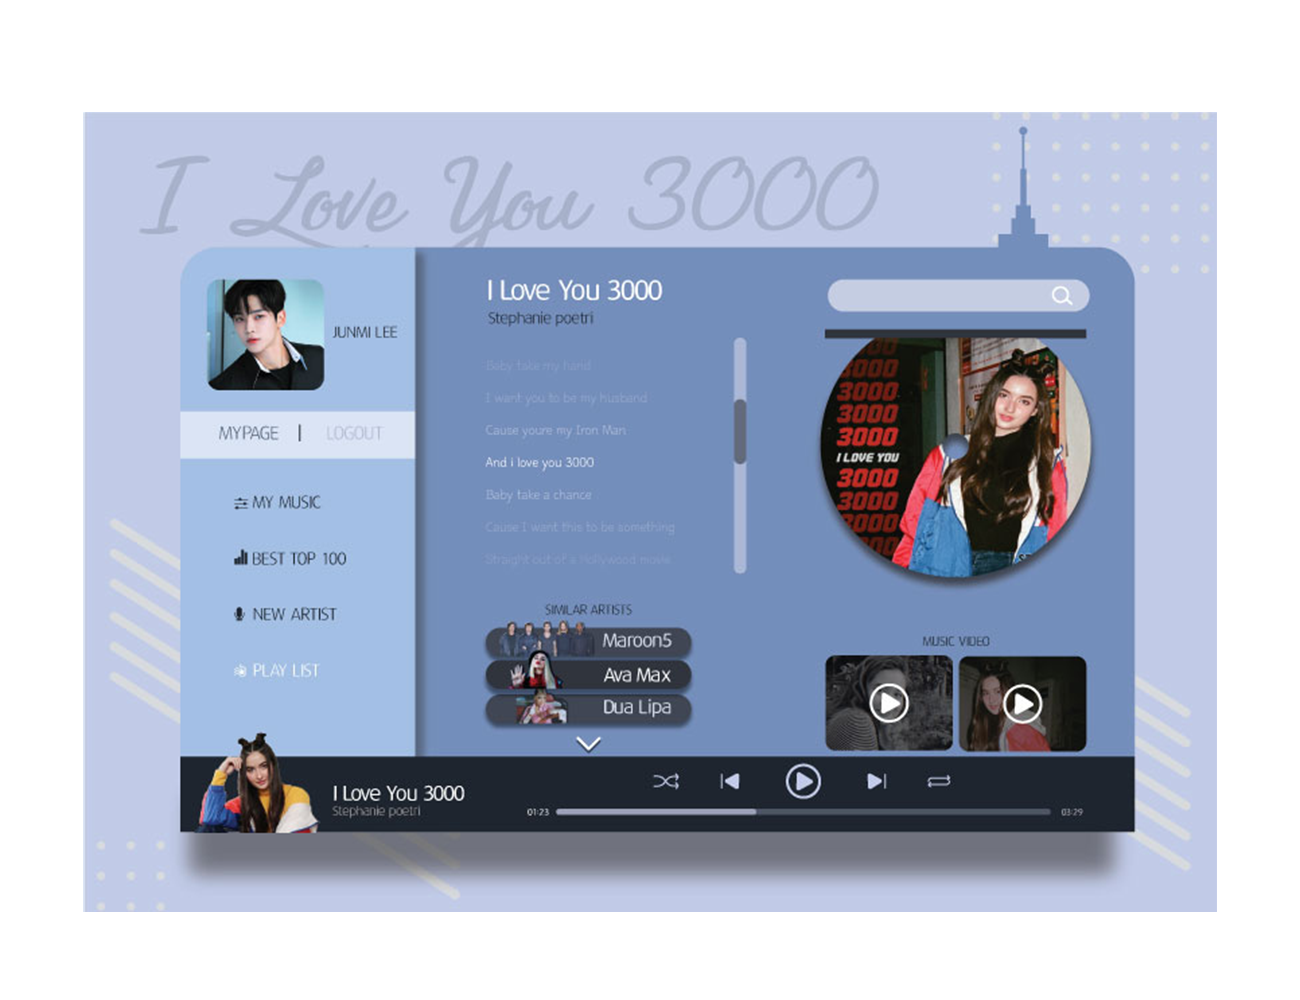 I Love You 3000
JUNMI LEE
MYPAGE | LOGOUT
MY MUSIC
BEST TOP 100
NEW ARTIST
PLAY LIST
I Love You 3000
Stephanie poetri
Baby take my hand
I want you to be my husband
Cause youre my Iron Man
And i love you 3000
Baby take a chance
Cause I want this to be something
Straight out of a Hollywood movie
SIMILAR ARTISTS
Maroon5
Ava Max
Dua Lipa
3000
3000
3000
3000
3000
I LOVE YOU
3000
3000
3000
3000
MUSIC VIDEO
I Love You 3000
Stephanie poetri
01:23
03:29